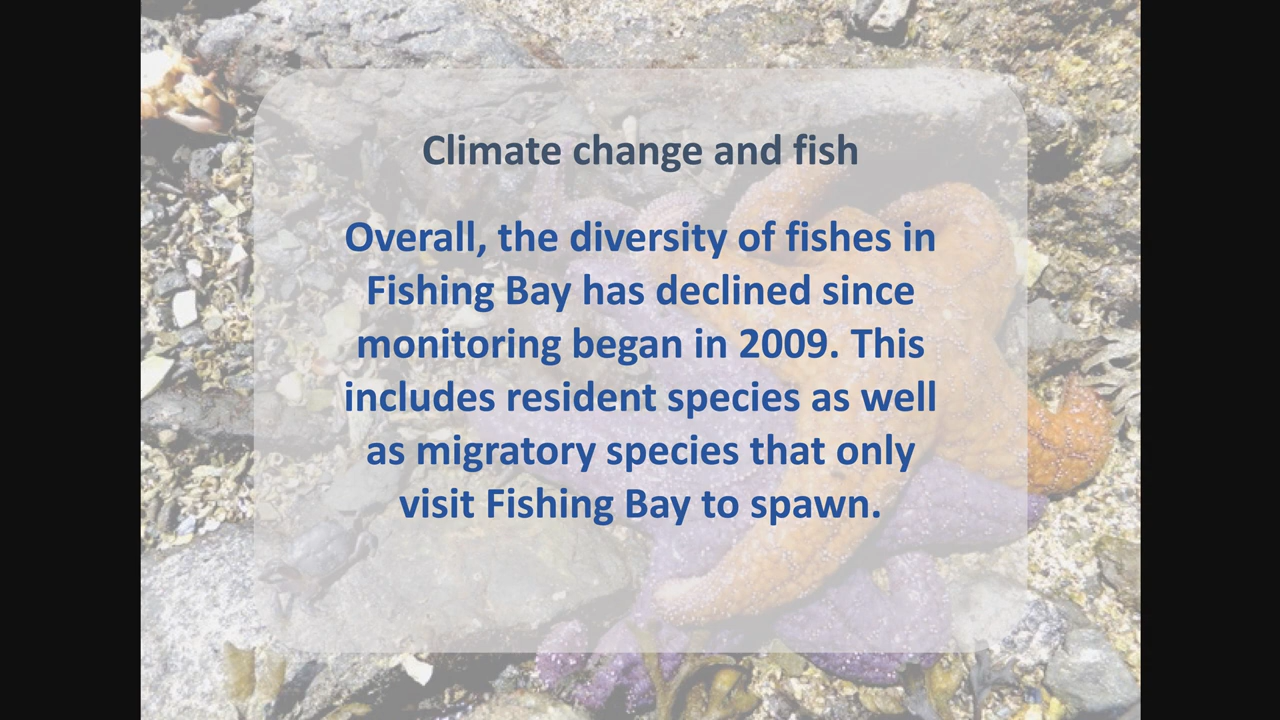 Climate change and fish
Overall, the diversity of fishes in
Fishing Bay has declined since
monitoring began in 2009. This
includes resident species as well
as migratory species that only
visit Fishing Bay to spawn.